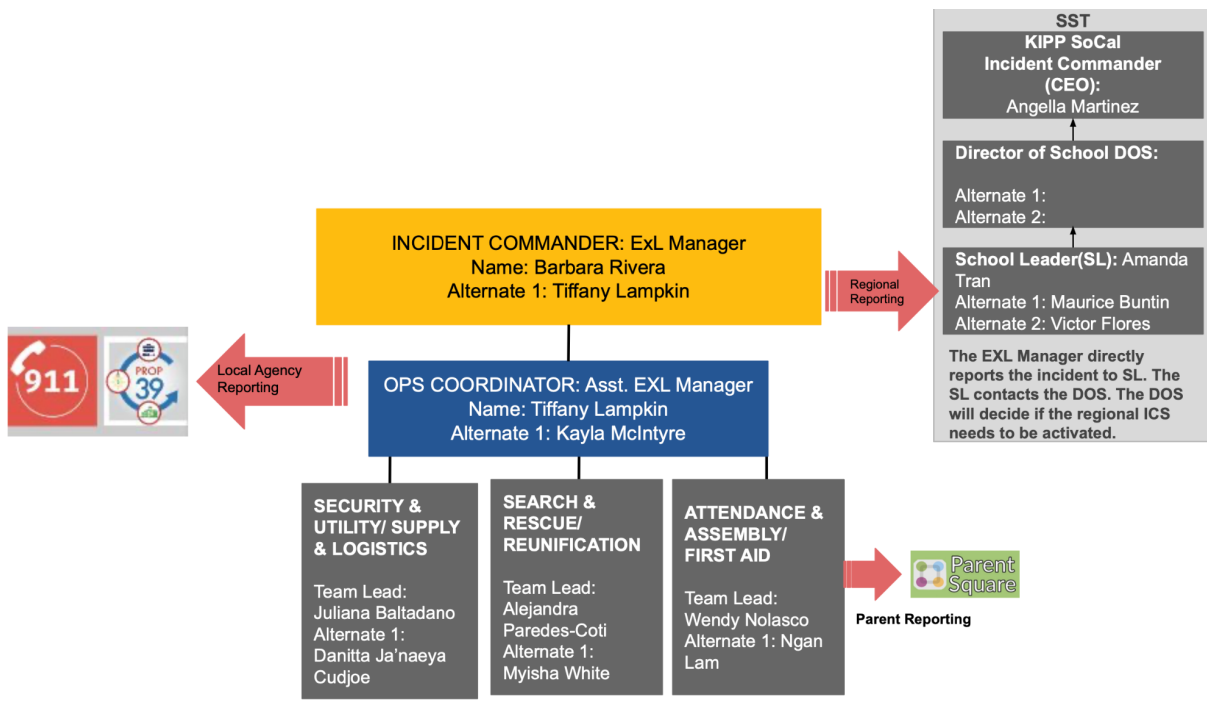 SST
KIPP SoCal
Incident Commander
(CEO):
Angella Martinez
Director of School DOS:
Alternate 1:
Alternate 2:
School Leader(SL): Amanda
Tran
Alternate 1: Maurice Buntin
Alternate 2: Victor Flores
The EXL Manager directly
reports the incident to SL. The
SL contacts the DOS. The DOS
will decide if the regional ICS
needs to be activated.
INCIDENT COMMANDER: ExL Manager
Name: Barbara Rivera
Alternate 1: Tiffany Lampkin
Regional
Reporting
911
PROP
39
Local Agency
Reporting
OPS COORDINATOR: Asst. EXL Manager
Name: Tiffany Lampkin
Alternate 1: Kayla McIntyre
SECURITY &
UTILITY/ SUPPLY
& LOGISTICS
Team Lead:
Juliana Baltadano
Alternate 1:
Danitta Ja’naeya
Cudjoe
SEARCH &
RESCUE/
REUNIFICATION
Team Lead:
Alejandra
Paredes-Coti
Alternate 1:
Myisha White
ATTENDANCE &
ASSEMBLY/
FIRST AID
Team Lead:
Wendy Nolasco
Alternate 1: Ngan
Lam
Parent
Square
Parent Reporting